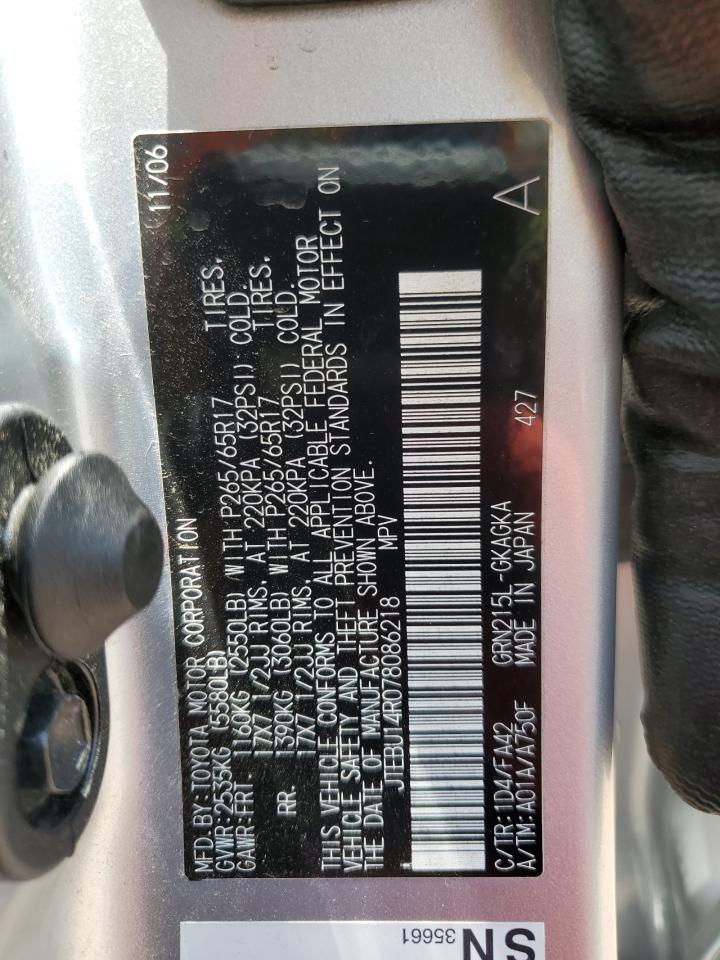 MFD.BY:TOYOTA MOTOR CORPORATION 11/06
GVWR:2535KG (5580LB)
GAWR:FRT 1160KG (2550LB) WITH P265/65R17 TIRES.
17X7 1/2JJ RIMS. AT 220KPA (32PSI) COLD.
RR 1390KG (3060LB) WITH P265/65R17 TIRES.
17X7 1/2JJ RIMS. AT 220KPA (32PSI) COLD.
THIS VEHICLE CONFORMS TO ALL APPLICABLE FEDERAL MOTOR
VEHICLE SAFETY AND THEFT PREVENTION STANDARDS IN EFFECT ON
THE DATE OF MANUFACTURE SHOWN ABOVE.
JTEBU14R078086218 MPV
C/TR:1D4/FA42 GRN215L-GKAGKA 427 A
A/TM:A01A/A750F MADE IN JAPAN
SN
35661